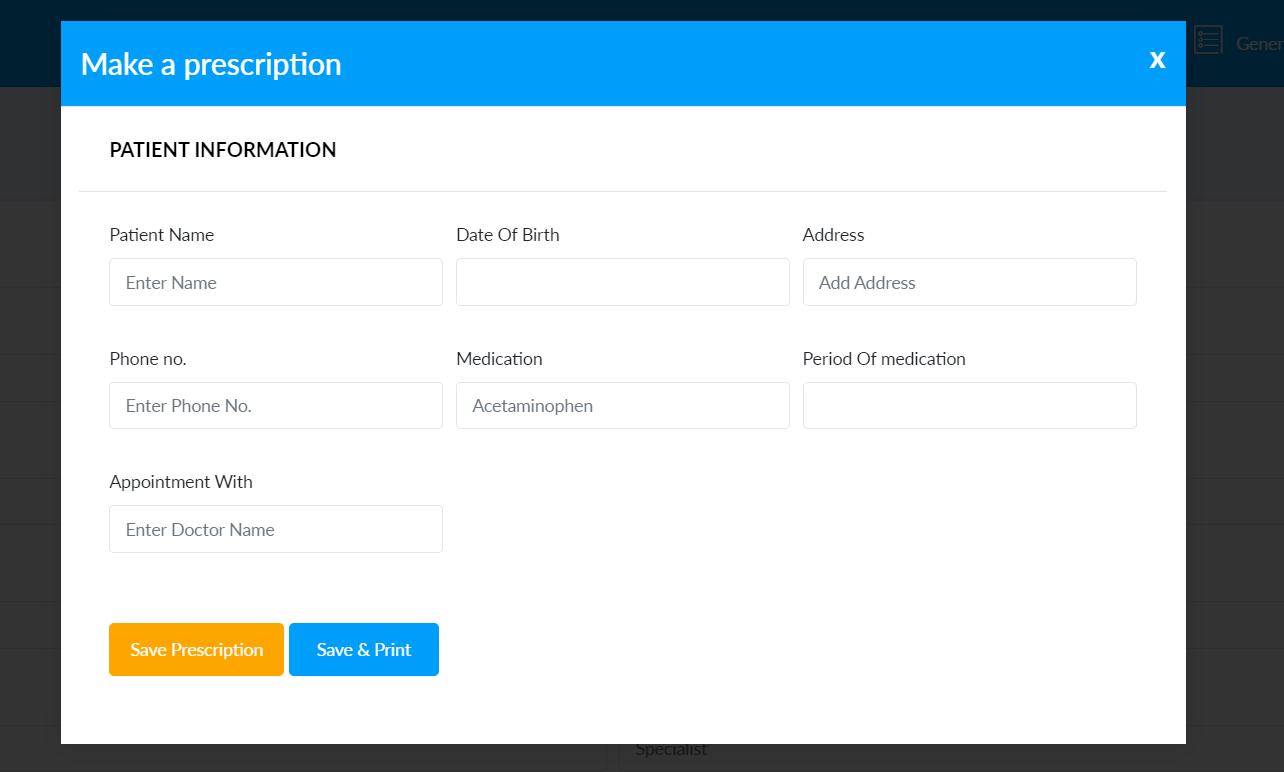 Make a prescription
X
PATIENT INFORMATION
Patient Name
Date Of Birth
Address
Enter Name
Add Address
Phone no.
Medication
Period Of medication
Enter Phone No.
Acetaminophen
Appointment With
Enter Doctor Name
Save Prescription
Save & Print
Gener
Specialist